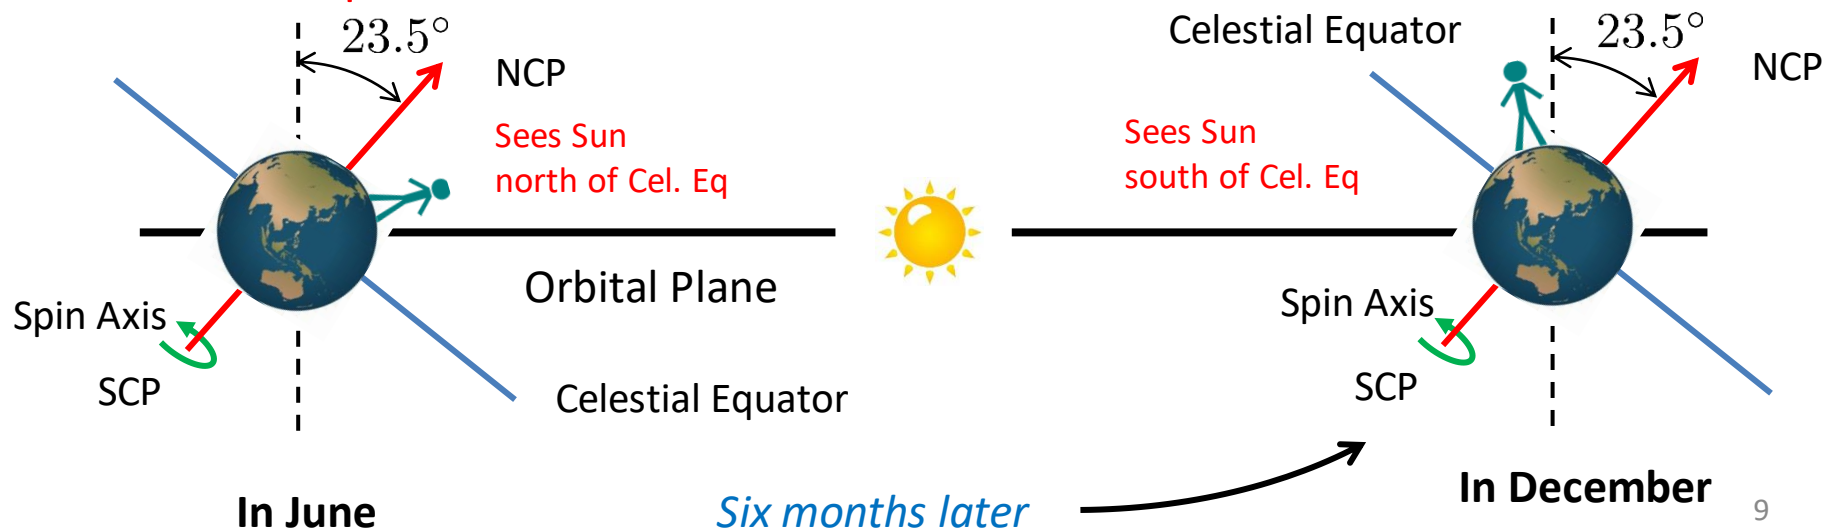 23.5°
NCP
Sees Sun
north of Cel. Eq
Spin Axis
SCP
Celestial Equator
In June
Orbital Plane
Six months later
Celestial Equator
23.5°
NCP
Sees Sun
south of Cel. Eq
Spin Axis
SCP
In December
9